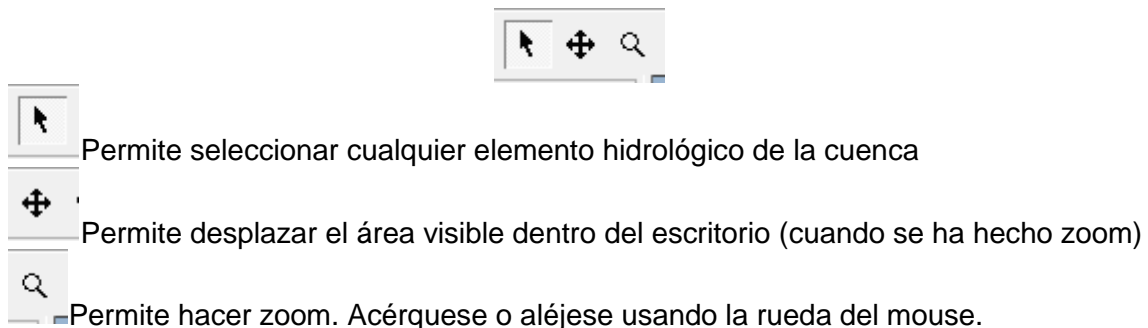 Permite seleccionar cualquier elemento hidrológico de la cuenca
Permite desplazar el área visible dentro del escritorio (cuando se ha hecho zoom)
Permite hacer zoom. Acérquese o aléjese usando la rueda del mouse.